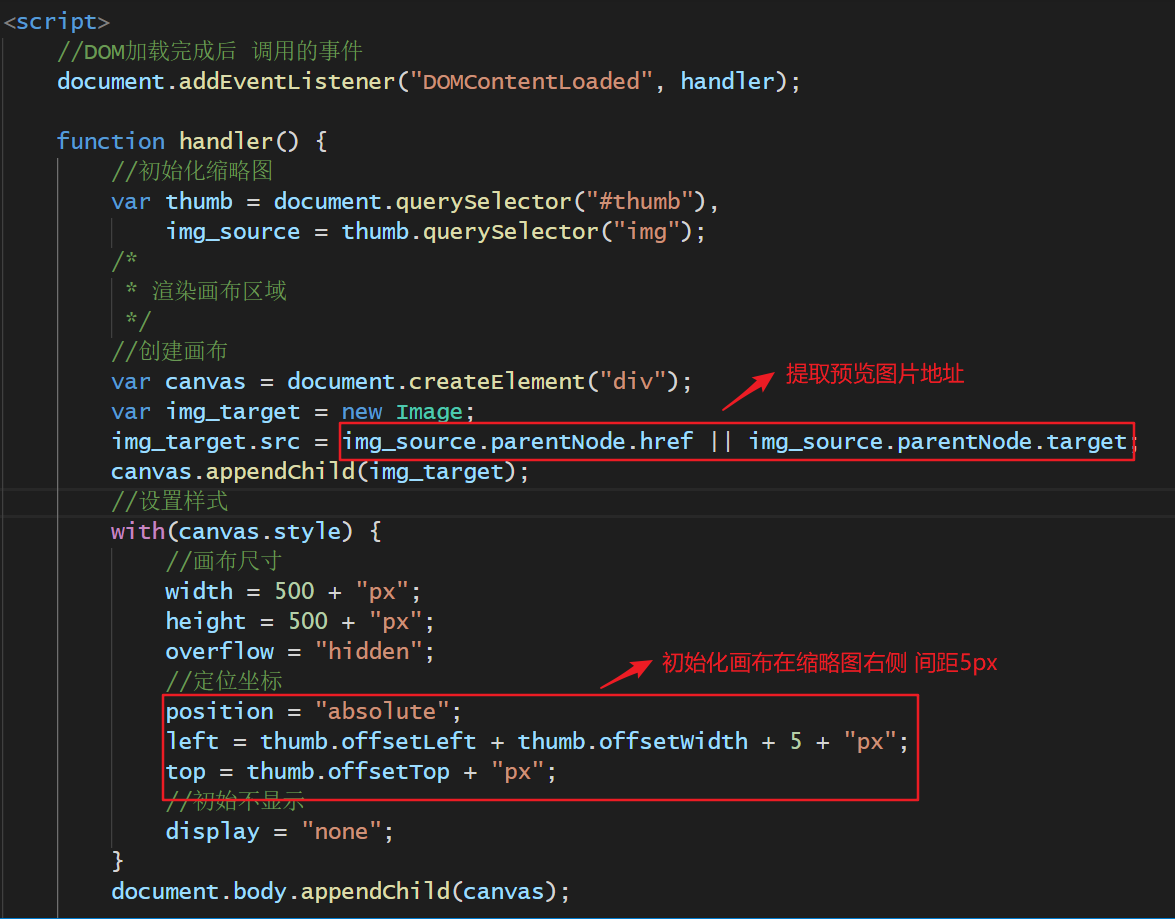 <script>
//DOM加载完成后 调用的事件
document.addEventListener("DOMContentLoaded", handler);
function handler() {
//初始化缩略图
var thumb = document.querySelector("#thumb"),
img_source = thumb.querySelector("img");
/*
* 渲染画布区域
*/
//创建画布
var canvas = document.createElement("div");
提取预览图片地址
var img_target = new Image;
img_target.src = img_source.parentNode.href || img_source.parentNode.target;
canvas.appendChild(img_target);
//设置样式
with(canvas.style) {
//画布尺寸
width = 500 + "px";
height = 500 + "px";
overflow = "hidden";
初始化画布在缩略图右侧 间距5px
//定位坐标
position = "absolute";
left = thumb.offsetLeft + thumb.offsetWidth + 5 + "px";
top = thumb.offsetTop + "px";
//初始不显示
display = "none";
}
document.body.appendChild(canvas);